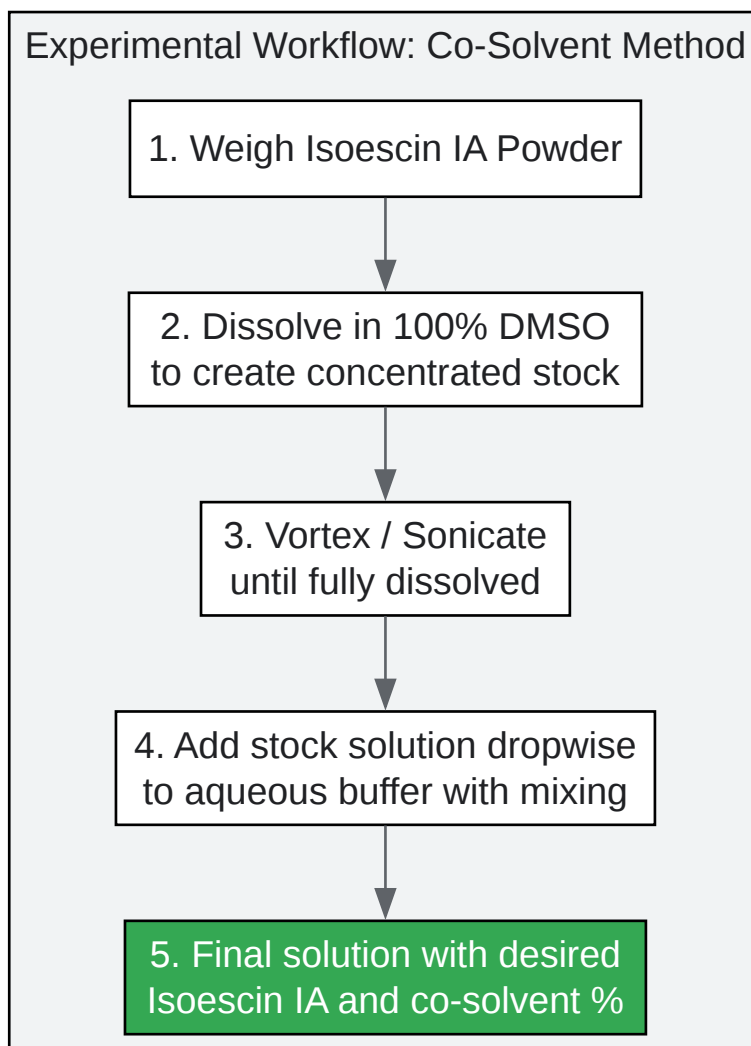 Experimental Workflow: Co-Solvent Method
1. Weigh Isoescin IA Powder
2. Dissolve in 100% DMSO
to create concentrated stock
3. Vortex / Sonicate
until fully dissolved
4. Add stock solution dropwise
to aqueous buffer with mixing
5. Final solution with desired
Isoescin IA and co-solvent %